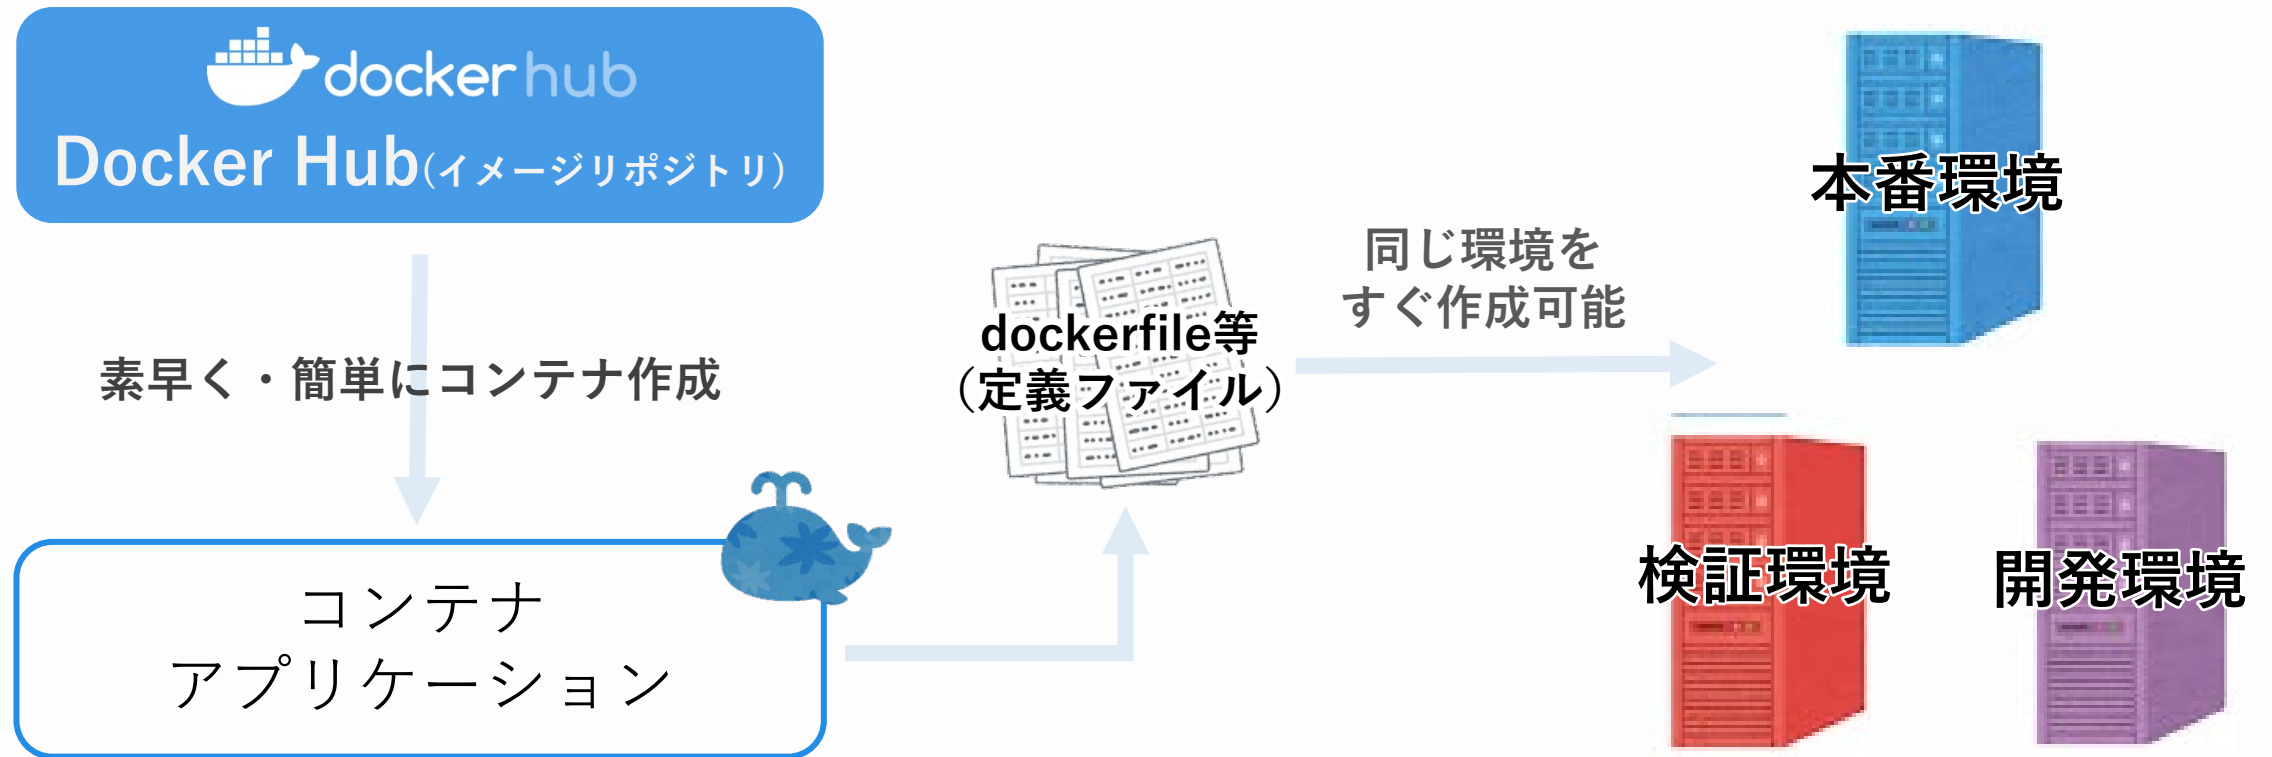 dockerhub
Docker Hub(イメージリポジトリ)
素早く・簡単にコンテナ作成
コンテナ
アプリケーション
dockerfile等
（定義ファイル）
同じ環境を
すぐ作成可能
本番環境
検証環境
開発環境